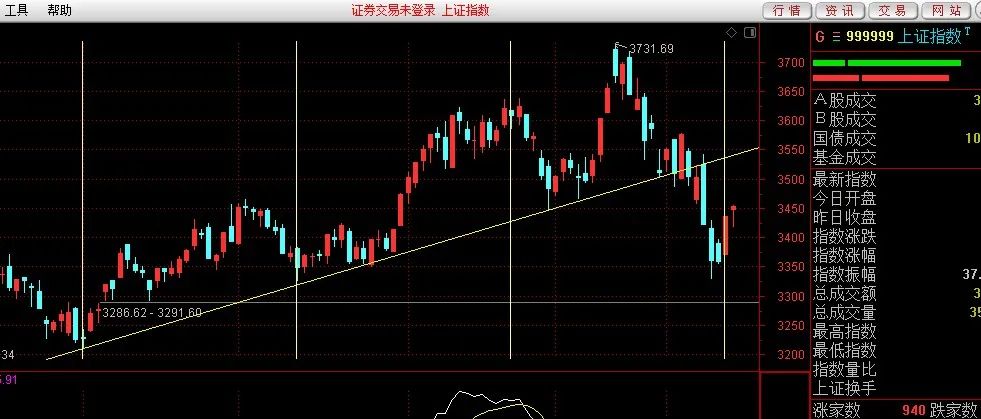 工具 帮助 证券交易未登录 上证指数 行情 资讯 交易 网站
G 999999 上证指数 T
3731.69
3700
3650
3600
3550
3500
3450
3400
3350
3300
3250
3200
3286.62 - 3291.60
34
5.91
A股成交 3
B股成交
国债成交 10
基金成交
最新指数
今日开盘
昨日收盘
指数涨跌
指数涨幅
指数振幅 37.
总成交额 3
总成交量 35
最高指数
最低指数
指数量比
上证换手
涨家数 940 跌家数